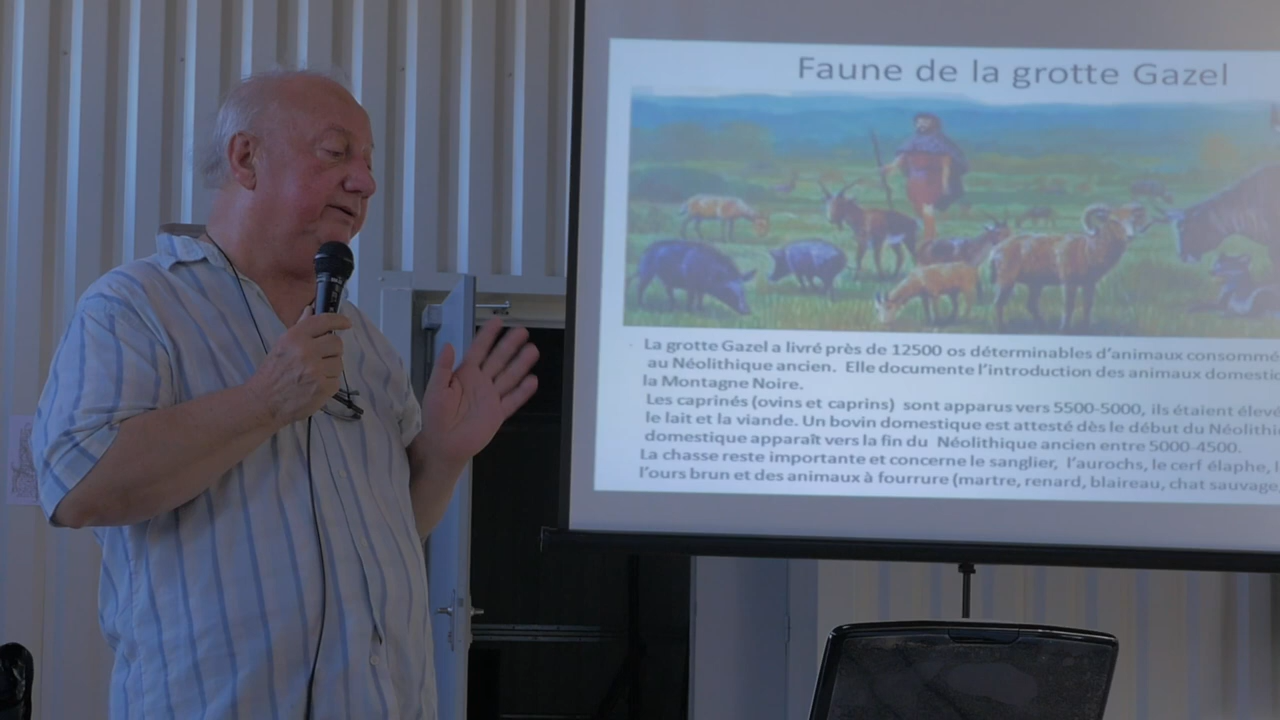 Faune de la grotte Gazel
La grotte Gazel a livré près de 12500 os déterminables d'animaux consommé
au Néolithique ancien. Elle documente l'introduction des animaux domestic
la Montagne Noire.
Les caprinés (ovins et caprins) sont apparus vers 5500-5000, ils étaient élevé
le lait et la viande. Un bovin domestique est attesté dès le début du Néolithi
domestique apparaît vers la fin du Néolithique ancien entre 5000-4500.
La chasse reste importante et concerne le sanglier, l'aurochs, le cerf élaphe,
l'ours brun et des animaux à fourrure (martre, renard, blaireau, chat sauvage,